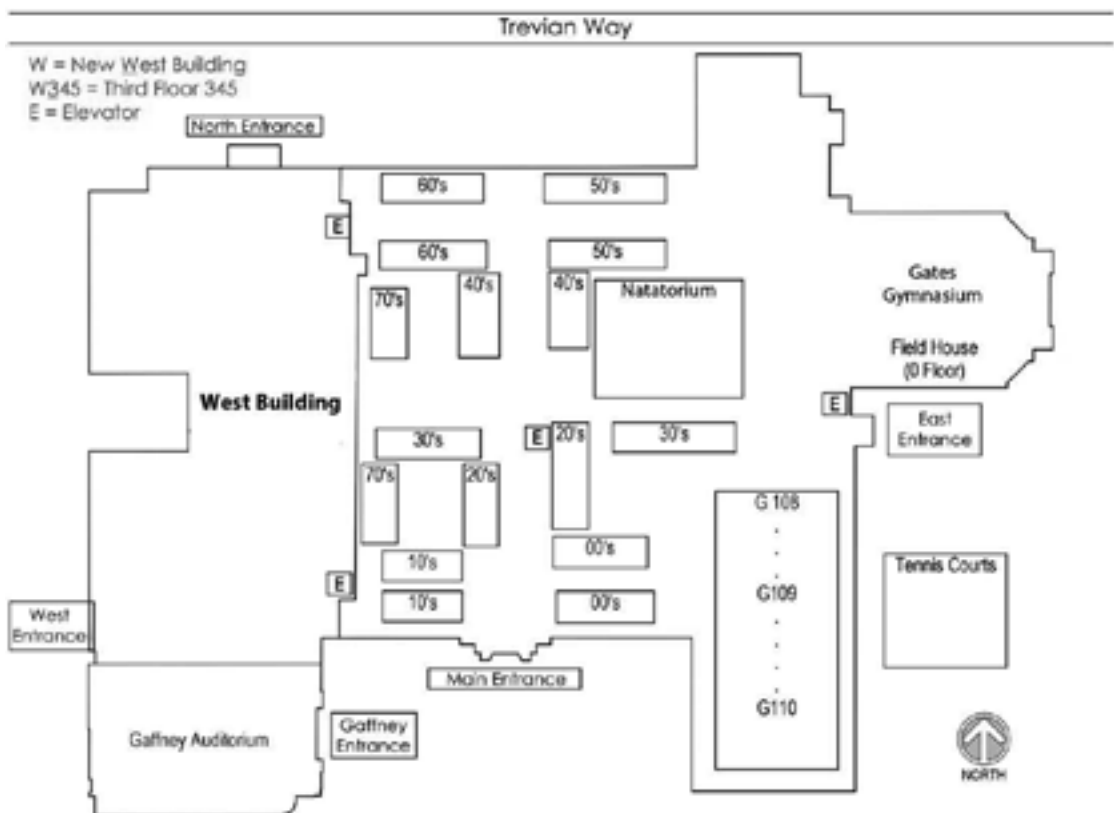 Trevian Way
W = New West Building
W345 = Third Floor 345
E = Elevator
North Entrance
60's
50's
E
60's
50's
70's
40's
40's
Natatorium
Gates
Gymnasium
Field House
(0 Floor)
West Building
E
East
Entrance
30's
E
20's
30's
70's
20's
G 108
00's
10's
Tennis Courts
E
G109
10's
00's
West
Entrance
Main Entrance
G110
Gaffney Auditorium
Gaffney
Entrance
NORTH